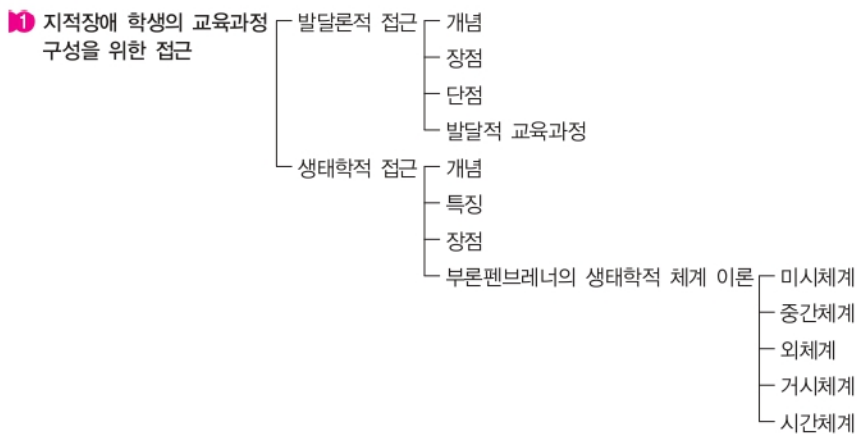 1 지적장애 학생의 교육과정
구성을 위한 접근
발달론적 접근
개념
장점
단점
발달적 교육과정
생태학적 접근
개념
특징
장점
부론펜브레너의 생태학적 체계 이론
미시체계
중간체계
외체계
거시체계
시간체계